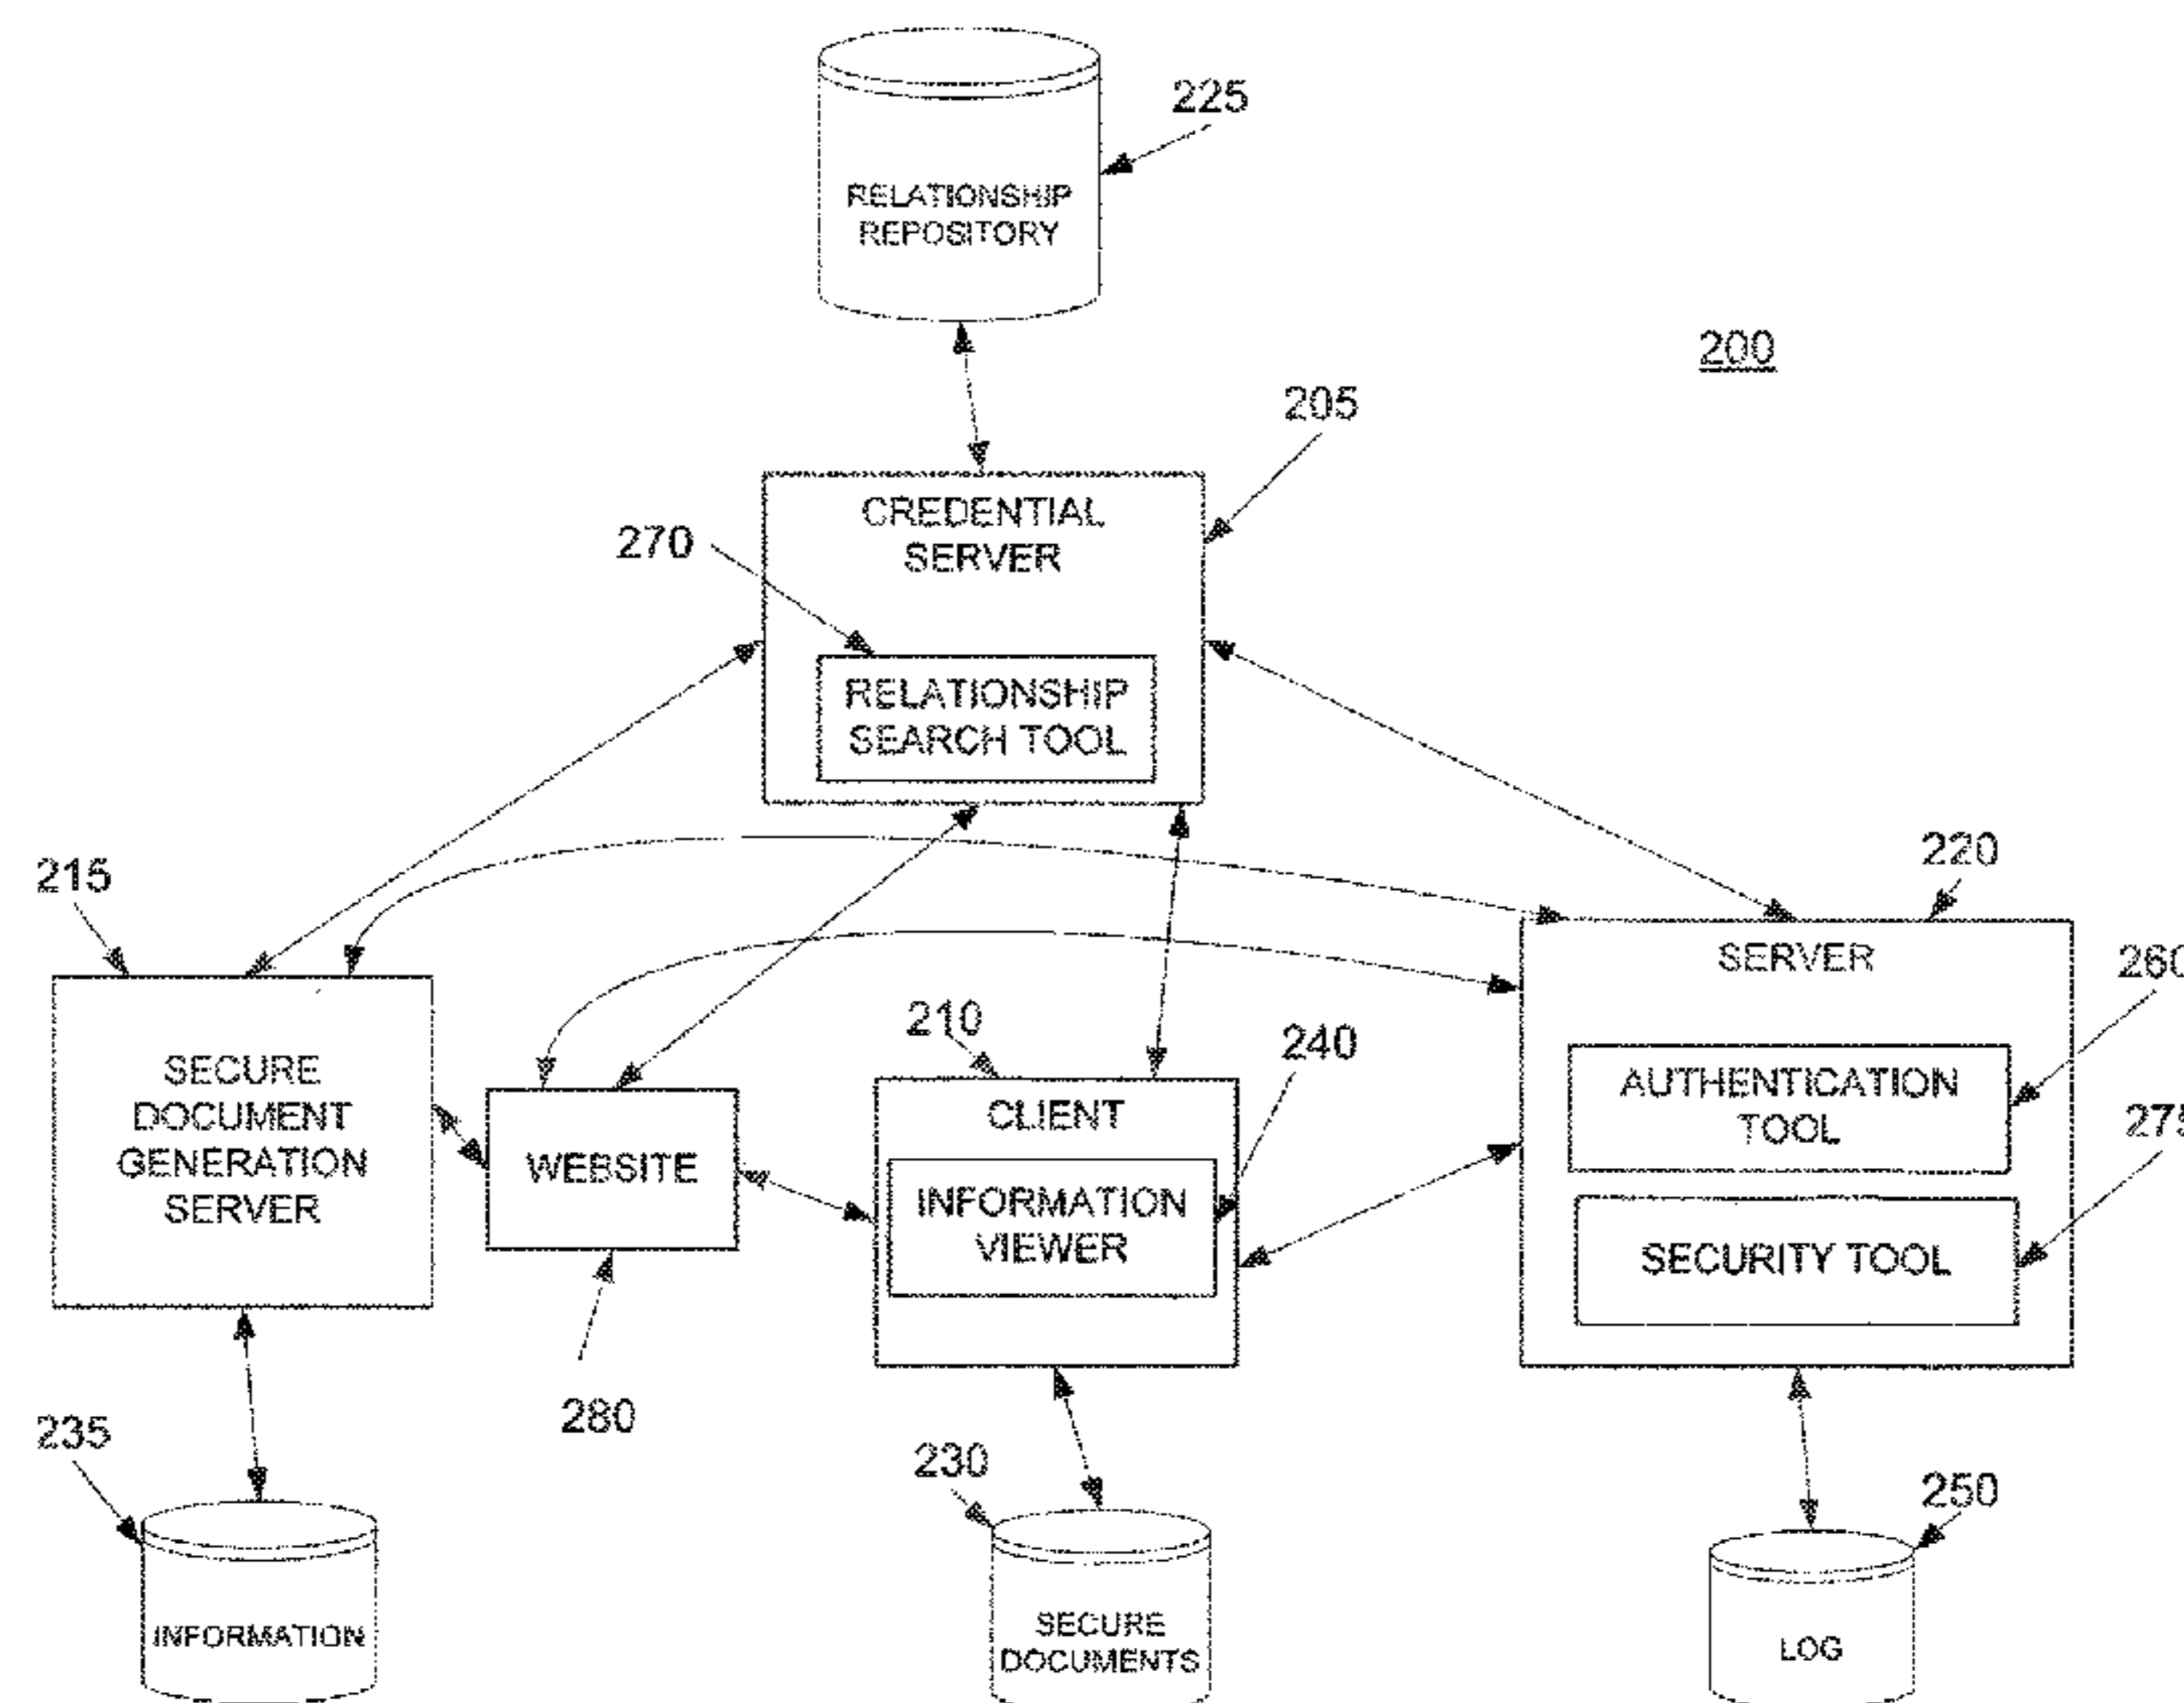 225
RELATIONSHIP
REPOSITORY
200
205
CREDENTIAL
SERVER
270
RELATIONSHIP
SEARCH TOOL
220
215
SERVER
260
210
240
SECURE
DOCUMENT
GENERATION
SERVER
AUTHENTICATION
TOOL
CLIENT
275
WEBSITE
INFORMATION
VIEWER
SECURITY TOOL
280
235
230
250
INFORMATION
SECURE
DOCUMENTS
LOG